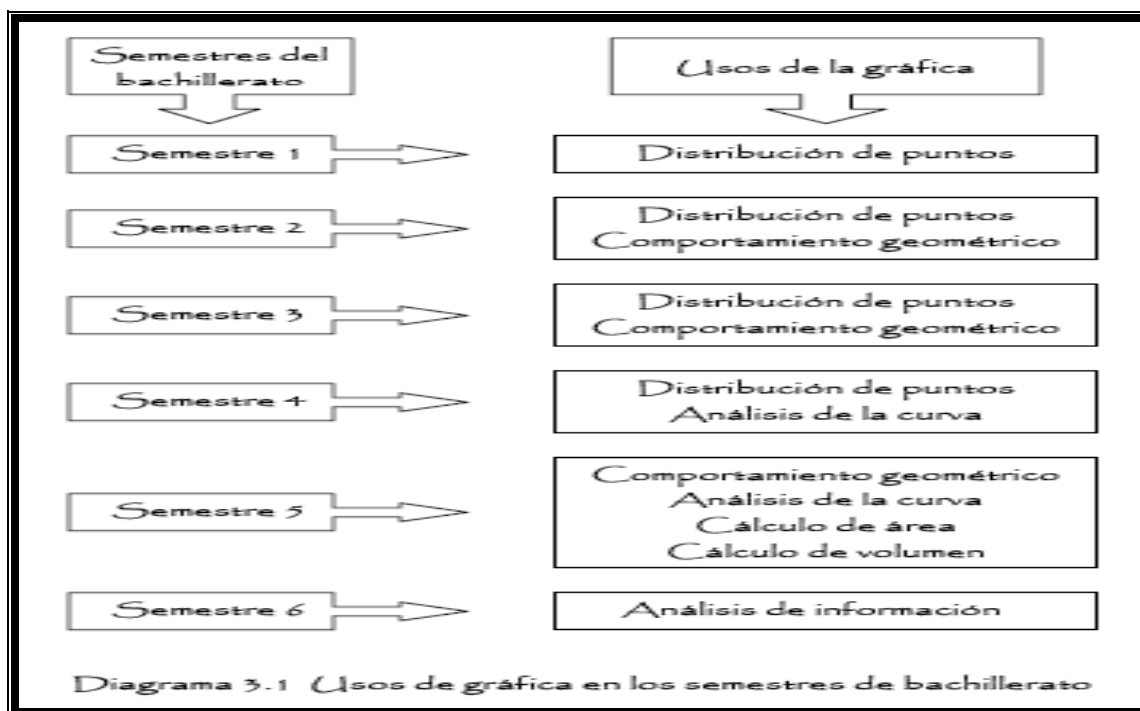 Semestres del
bachillerato
Usos de la gráfica
Semestre 1
Distribución de puntos
Semestre 2
Distribución de puntos
Comportamiento geométrico
Semestre 3
Distribución de puntos
Comportamiento geométrico
Semestre 4
Distribución de puntos
Análisis de la curva
Semestre 5
Comportamiento geométrico
Análisis de la curva
Cálculo de área
Cálculo de volumen
Semestre 6
Análisis de información
Diagrama 3.1 Usos de gráfica en los semestres de bachillerato